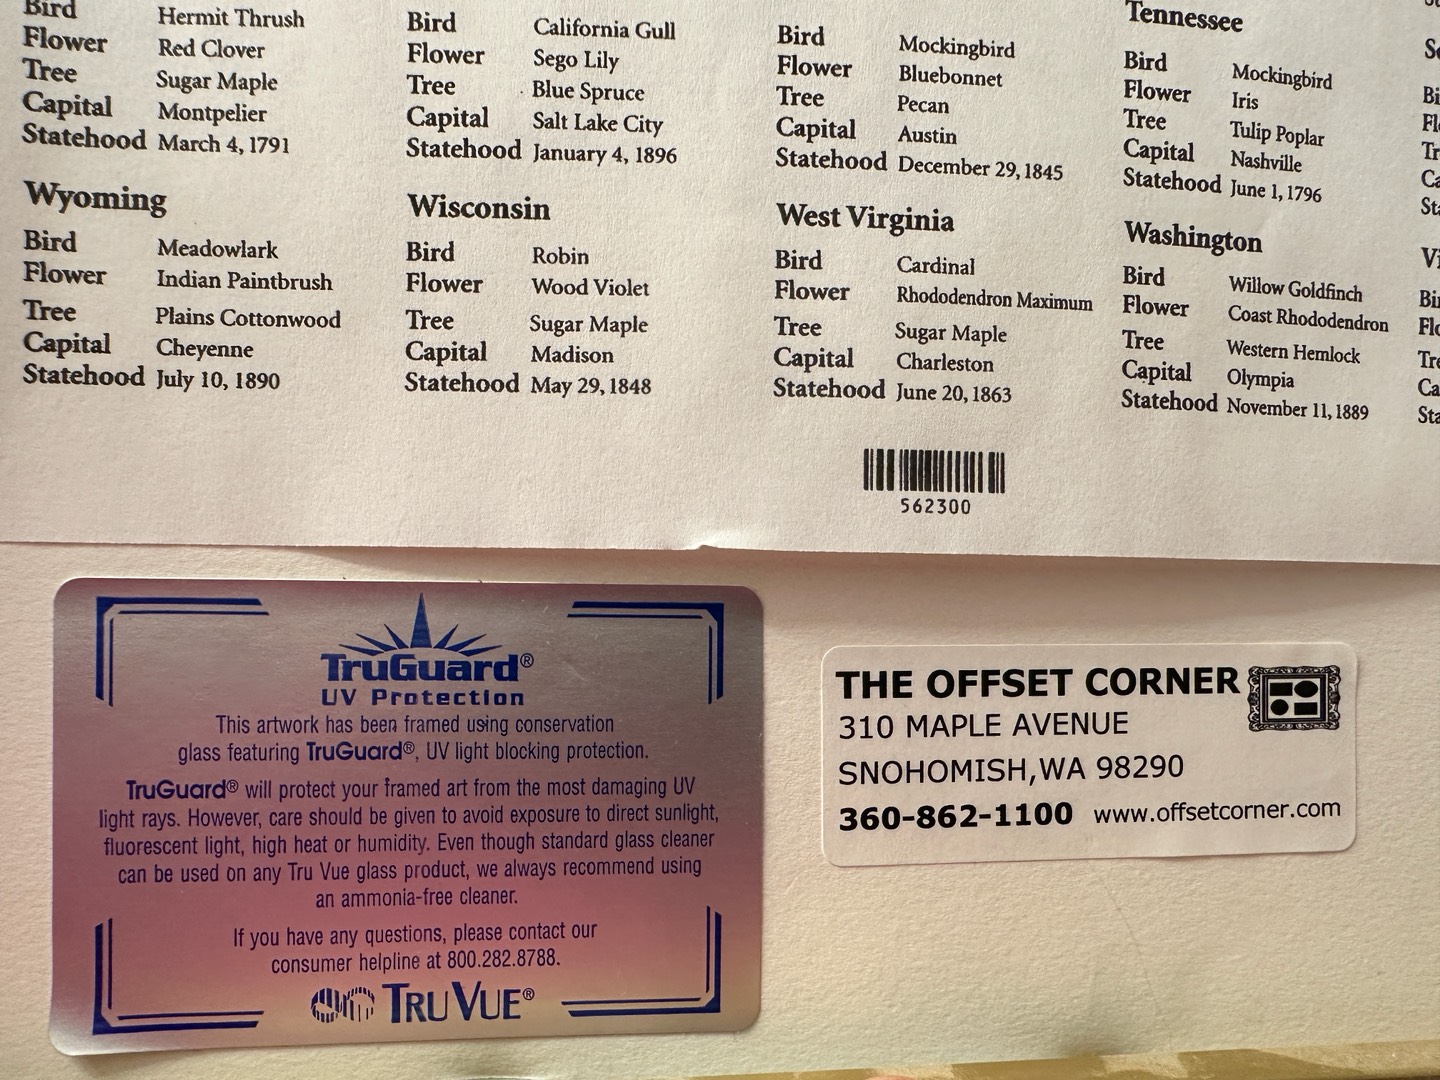 Bird Hermit Thrush
Flower Red Clover
Tree Sugar Maple
Capital Montpelier
Statehood March 4, 1791
Wyoming
Bird Meadowlark
Flower Indian Paintbrush
Tree Plains Cottonwood
Capital Cheyenne
Statehood July 10, 1890
Bird California Gull
Flower Sego Lily
Tree Blue Spruce
Capital Salt Lake City
Statehood January 4, 1896
Wisconsin
Bird Robin
Flower Wood Violet
Tree Sugar Maple
Capital Madison
Statehood May 29, 1848
Bird Mockingbird
Flower Bluebonnet
Tree Pecan
Capital Austin
Statehood December 29, 1845
West Virginia
Bird Cardinal
Flower Rhododendron Maximum
Tree Sugar Maple
Capital Charleston
Statehood June 20, 1863
Tennessee
Bird Mockingbird
Flower Iris
Tree Tulip Poplar
Capital Nashville
Statehood June 1, 1796
Washington
Bird Willow Goldfinch
Flower Coast Rhododendron
Tree Western Hemlock
Capital Olympia
Statehood November 11, 1889
562300
TruGuard®
UV Protection
This artwork has been framed using conservation
glass featuring TruGuard®, UV light blocking protection.
TruGuard® will protect your framed art from the most damaging UV
light rays. However, care should be given to avoid exposure to direct sunlight,
fluorescent light, high heat or humidity. Even though standard glass cleaner
can be used on any Tru Vue glass product, we always recommend using
an ammonia-free cleaner.
If you have any questions, please contact our
consumer helpline at 800.282.8788.
TRU VUE®
THE OFFSET CORNER
310 MAPLE AVENUE
SNOHOMISH,WA 98290
360-862-1100 www.offsetcorner.com